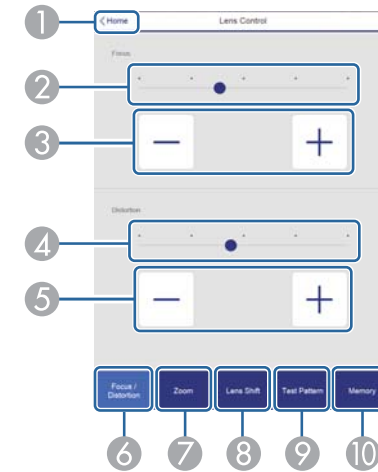 1
< Home
Lens Control
Focus
2
3
− +
Distortion
4
5
− +
Focus /
Distortion
Zoom
Lens Shift
Test Pattern
Memory
6
7
8
9
10